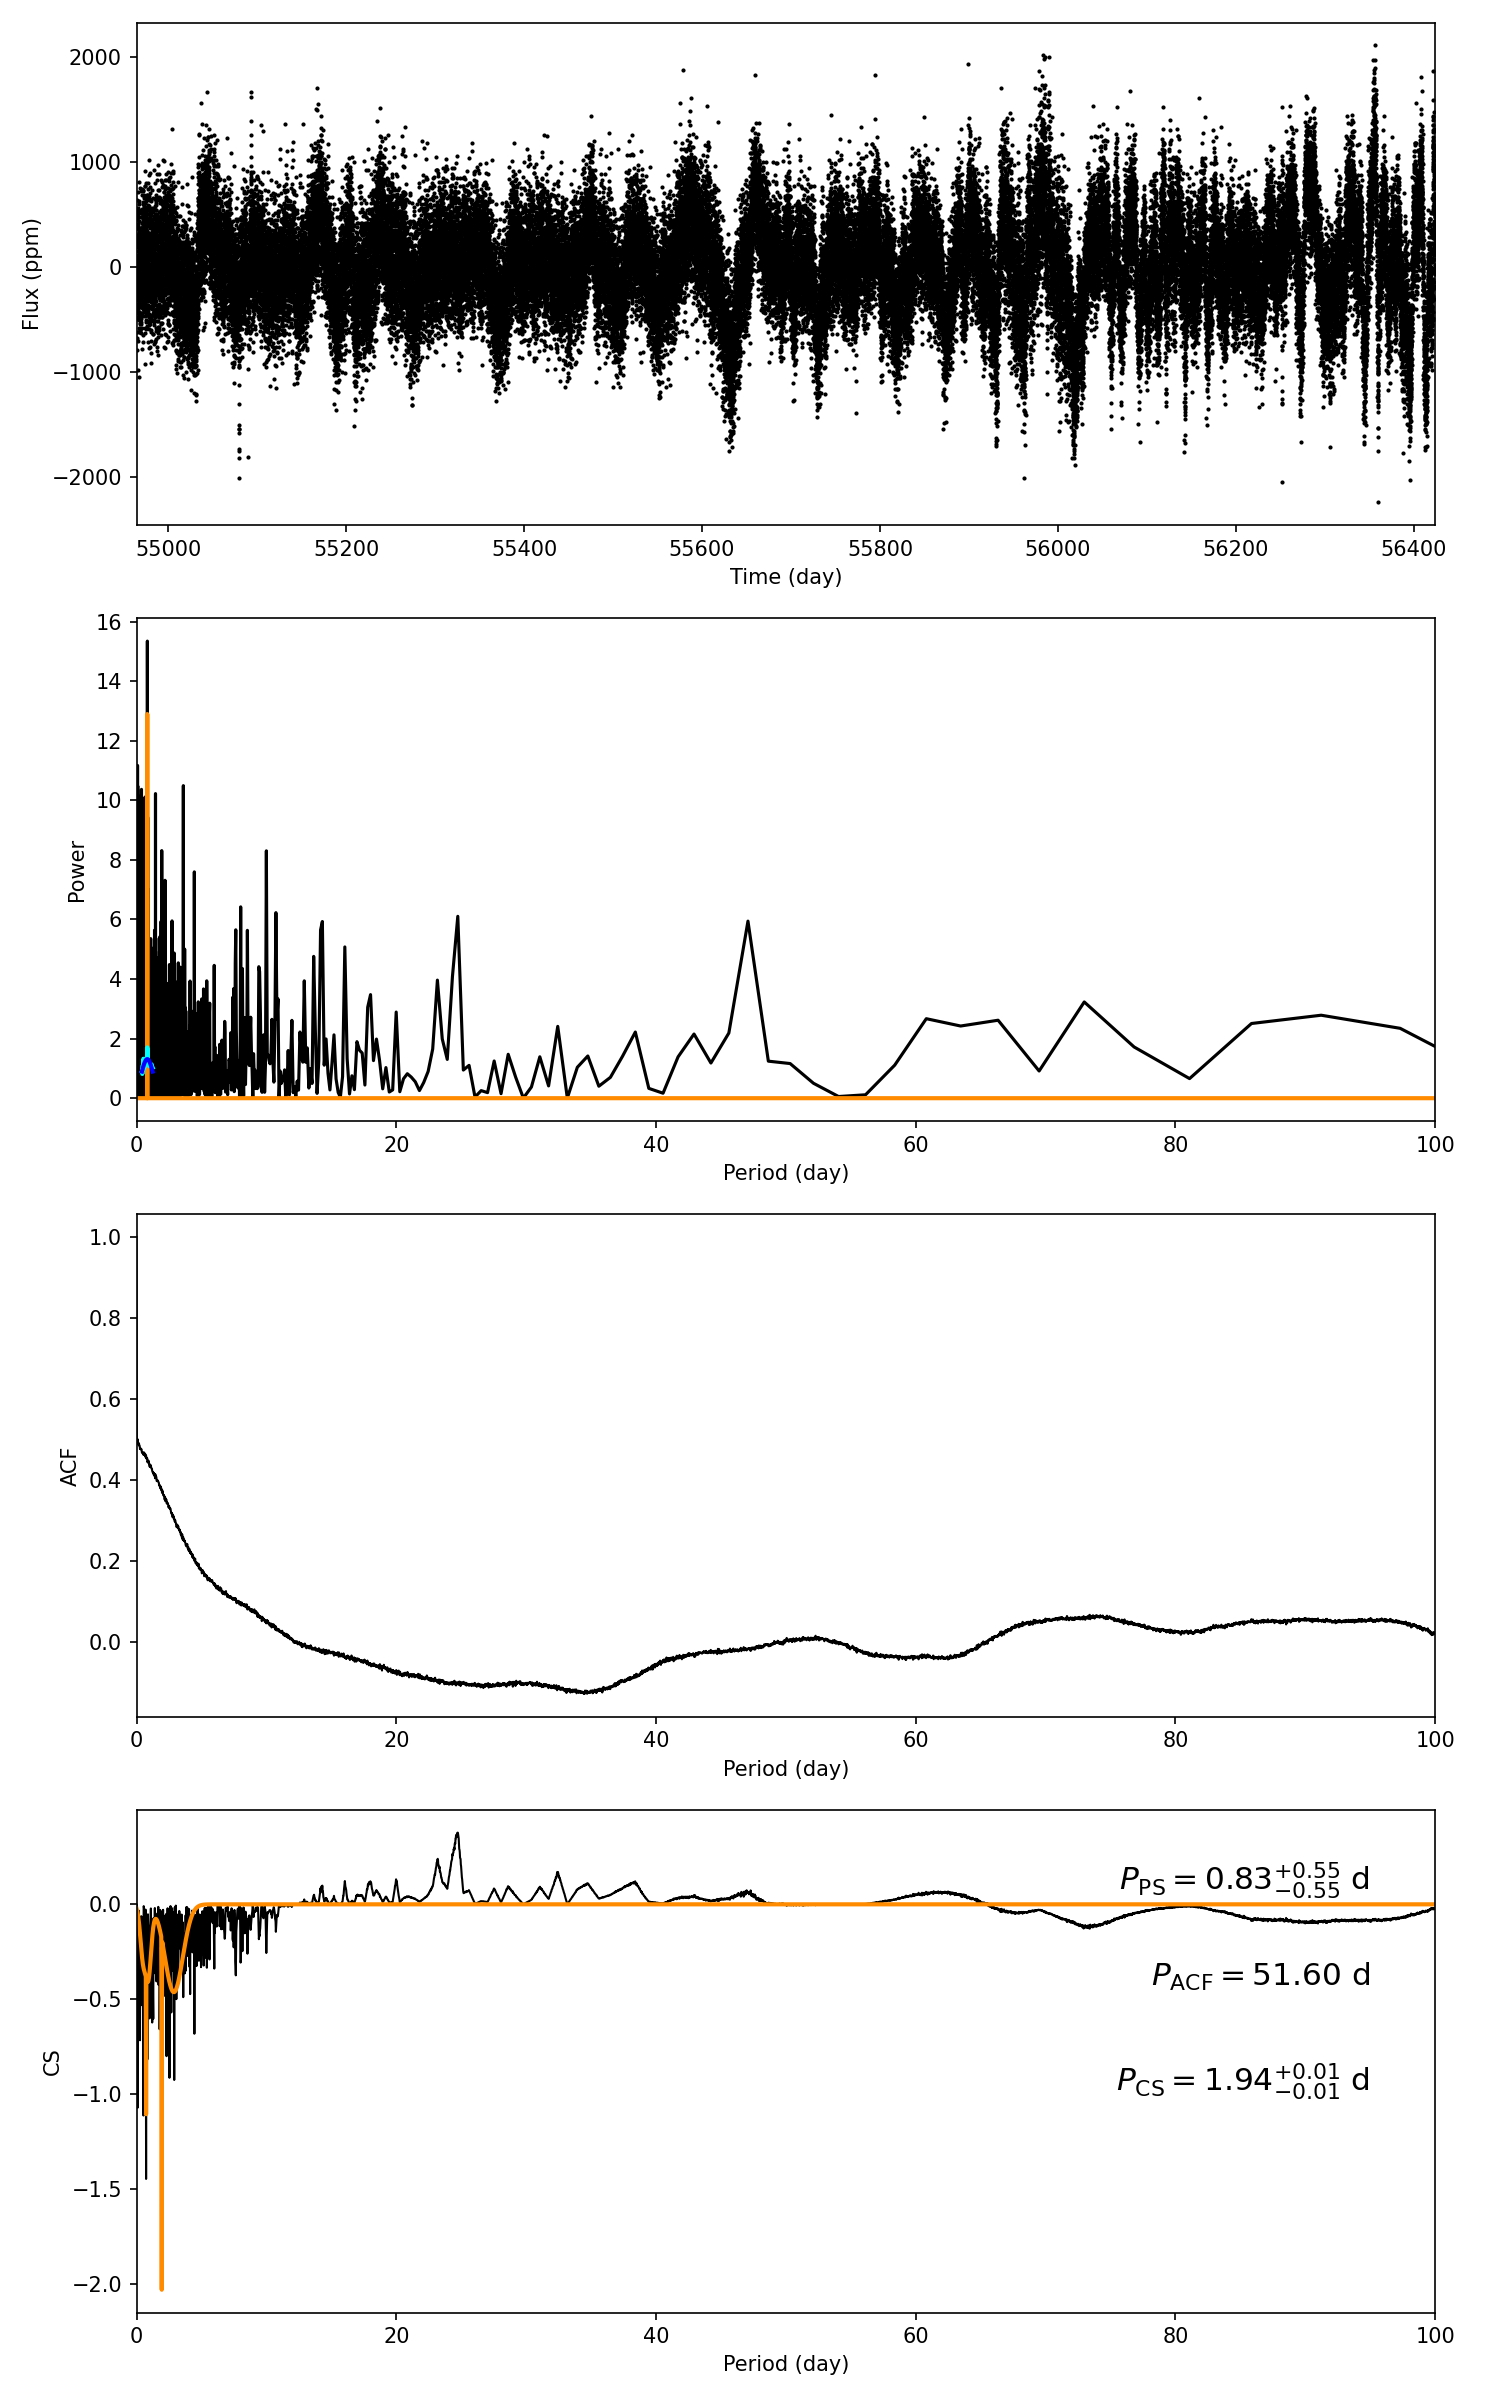 2000
1000
0
−1000
−2000
Flux (ppm)
55000 55200 55400 55600 55800 56000 56200 56400
Time (day)
16
14
12
10
8
6
4
2
0
Power
0 20 40 60 80 100
Period (day)
1.0
0.8
0.6
0.4
0.2
0.0
ACF
0 20 40 60 80 100
Period (day)
0.0
−0.5
−1.0
−1.5
−2.0
CS
P_PS = 0.83 +0.55 −0.55 d
P_ACF = 51.60 d
P_CS = 1.94 +0.01 −0.01 d
0 20 40 60 80 100
Period (day)